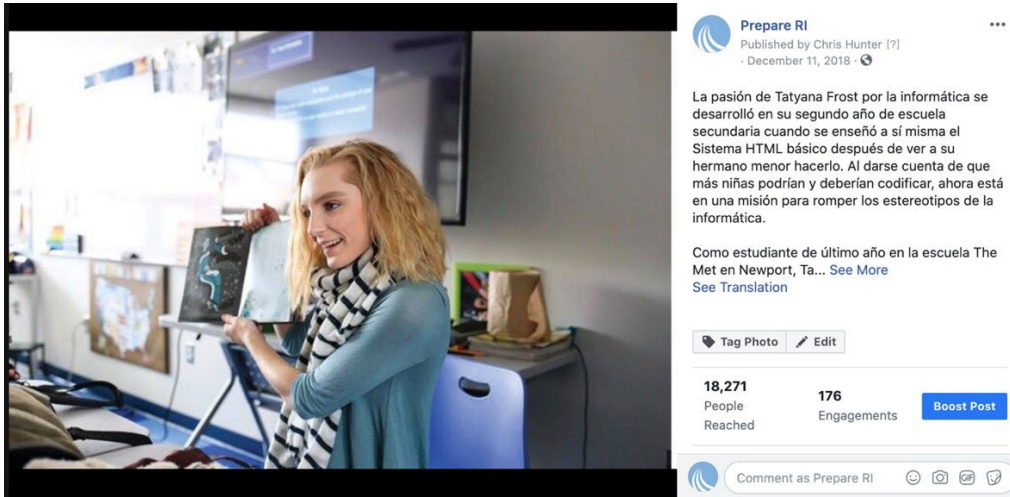 Prepare RI
Published by Chris Hunter [?]
· December 11, 2018 ·
La pasión de Tatyana Frost por la informática se
desarrolló en su segundo año de escuela
secundaria cuando se enseñó a sí misma el
Sistema HTML básico después de ver a su
hermano menor hacerlo. Al darse cuenta de que
más niñas podrían y deberían codificar, ahora está
en una misión para romper los estereotipos de la
informática.
Como estudiante de último año en la escuela The
Met en Newport, Ta... See More
See Translation
Tag Photo Edit
18,271
People
Reached
176
Engagements
Boost Post
Comment as Prepare RI
GIF